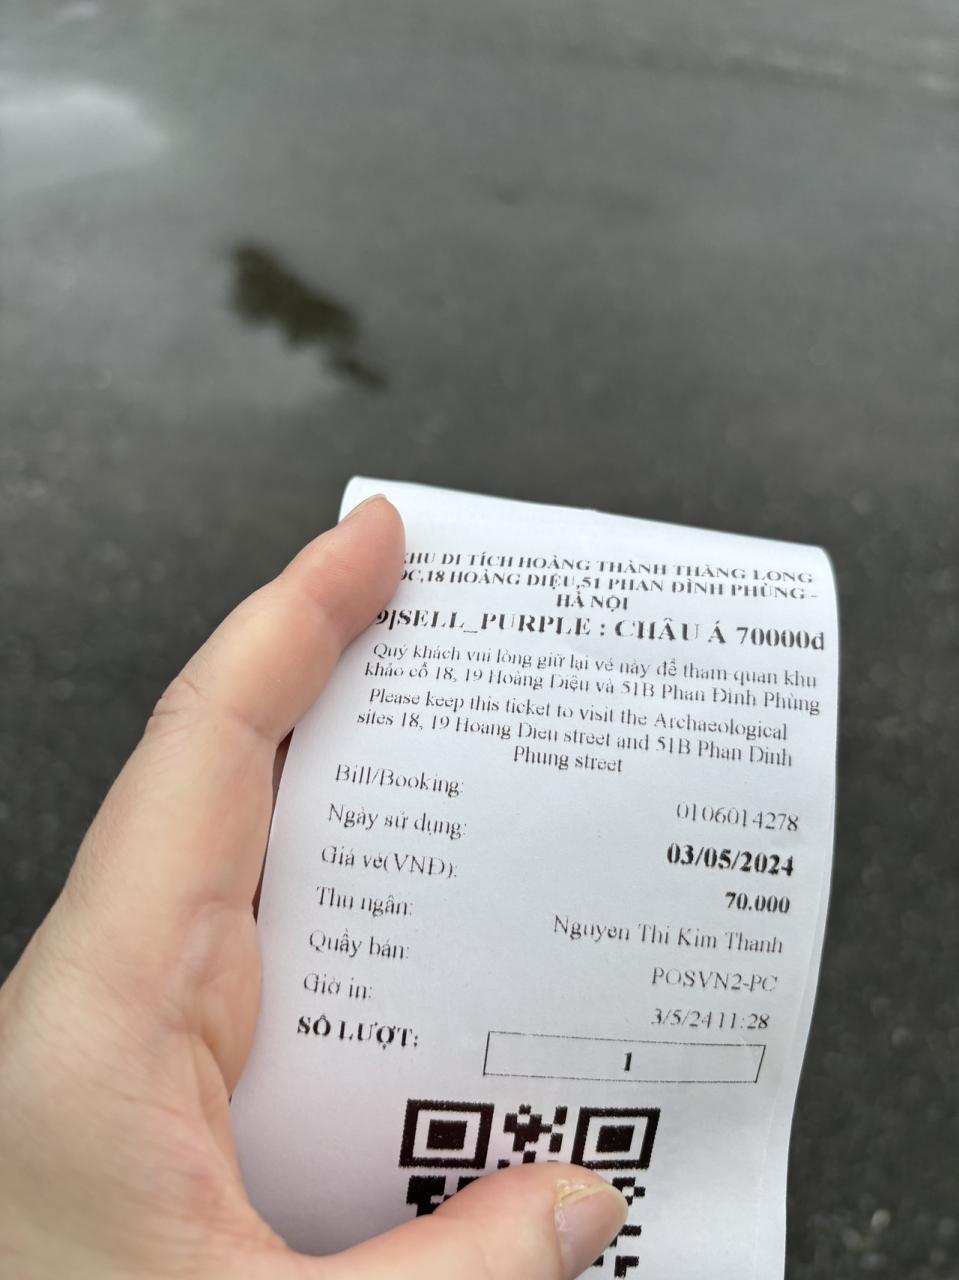 KHU DI TÍCH HOÀNG THÀNH THĂNG LONG
18 HOÀNG DIỆU,51 PHAN ĐÌNH PHÙNG -
HÀ NỘI
9|SELL_PURPLE : CHÂU Á 70000đ
Quý khách vui lòng giữ lại vé này để tham quan khu
khảo cổ 18, 19 Hoàng Diệu và 51B Phan Đình Phùng
Please keep this ticket to visit the Archaeological
sites 18, 19 Hoang Dieu street and 51B Phan Dinh
Phung street
Bill/Booking: 0106014278
Ngày sử dụng: 03/05/2024
Giá vé(VNĐ): 70.000
Thu ngân: Nguyen Thi Kim Thanh
Quầy bán: POSVN2-PC
Giờ in: 3/5/24 11:28
SỐ LƯỢT: 1